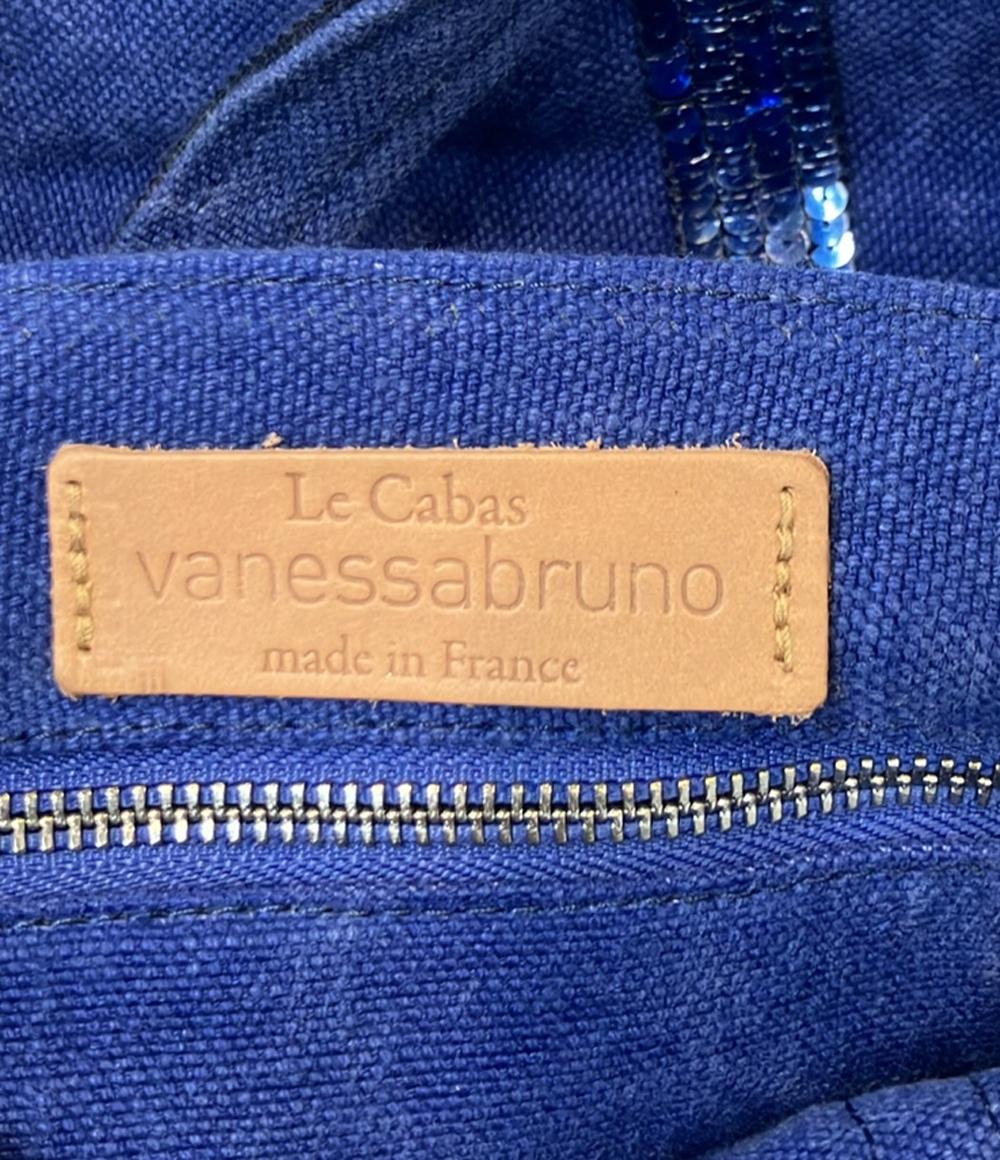 Le Cabas
vanessabruno
made in France